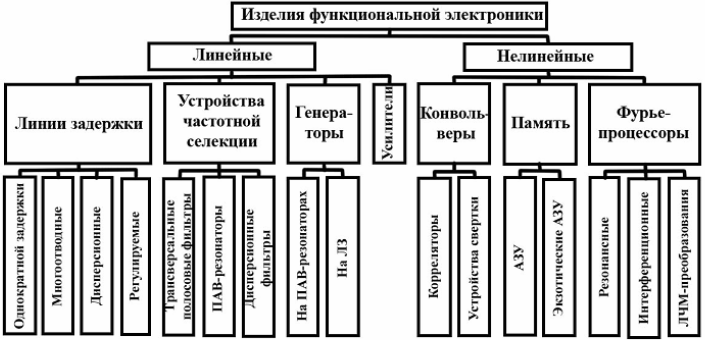 Изделия функциональной электроники
Линейные
Нелинейные
Линии задержки
Устройства
частотной
селекции
Генера-
торы
Усилители
Конволь-
веры
Память
Фурье-
процессоры
Однократной задержки
Многоотводные
Дисперсионные
Регулируемые
Трансверсальные
полосовые фильтры
ПАВ-резонаторы
Дисперсионные
фильтры
На ПАВ-резонаторах
На ЛЗ
Корреляторы
Устройства свертки
АЗУ
Экзотические АЗУ
Резонансные
Интерференционные
ЛЧМ-преобразования